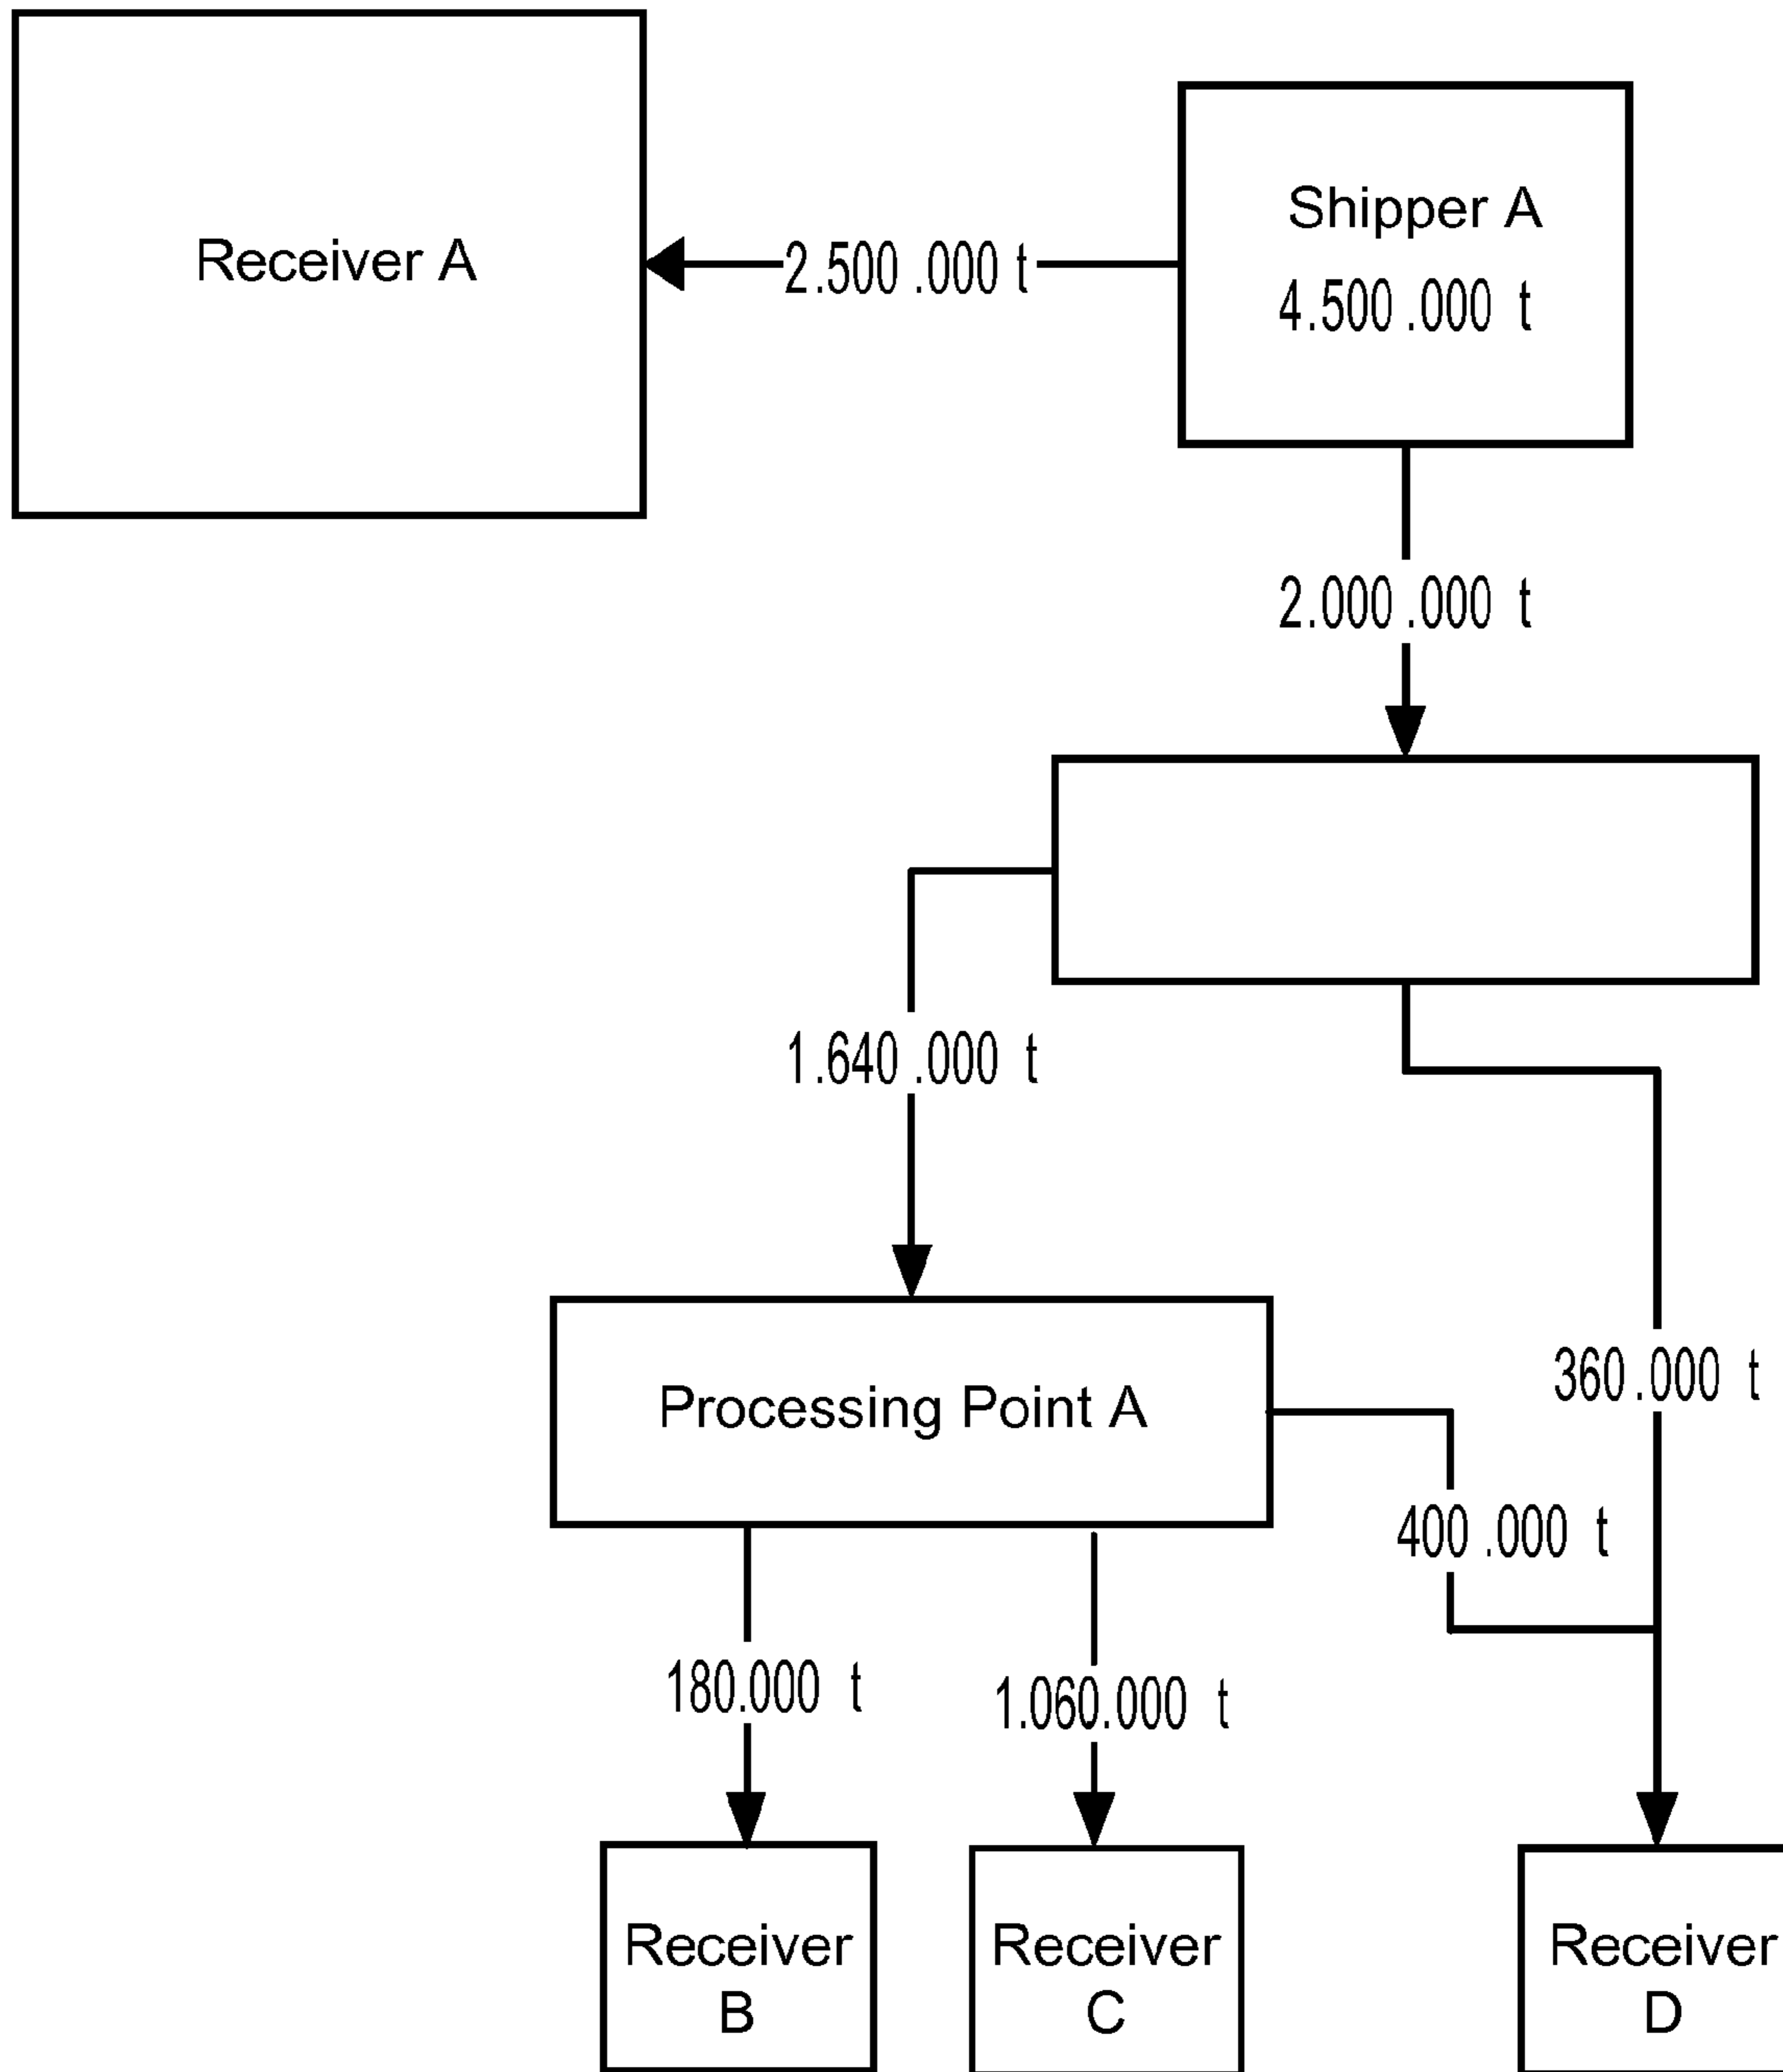 Receiver A
2.500.000 t
Shipper A
4.500.000 t
2.000.000 t
1.640.000 t
Processing Point A
360.000 t
400.000 t
180.000 t
1.060.000 t
Receiver
B
Receiver
C
Receiver
D